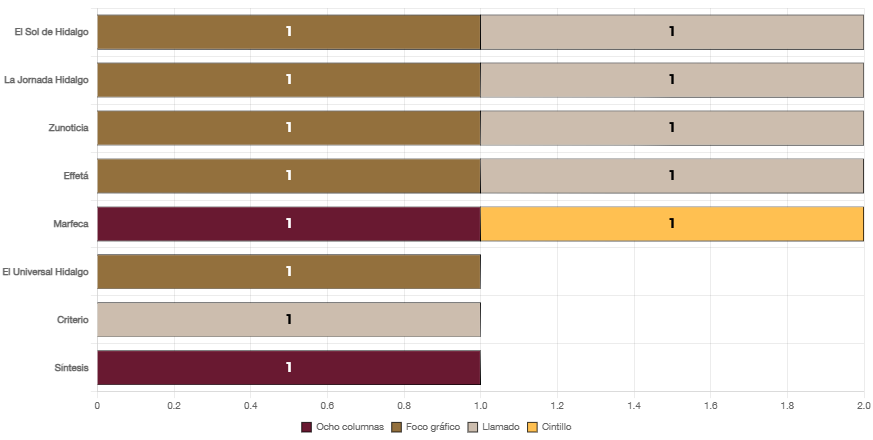 El Sol de Hidalgo 1 1
La Jornada Hidalgo 1 1
Zunoticia 1 1
Effetá 1 1
Marfeca 1 1
El Universal Hidalgo 1
Criterio 1
Síntesis 1
0 0.2 0.4 0.6 0.8 1.0 1.2 1.4 1.6 1.8 2.0
Ocho columnas Foco gráfico Llamado Cintillo